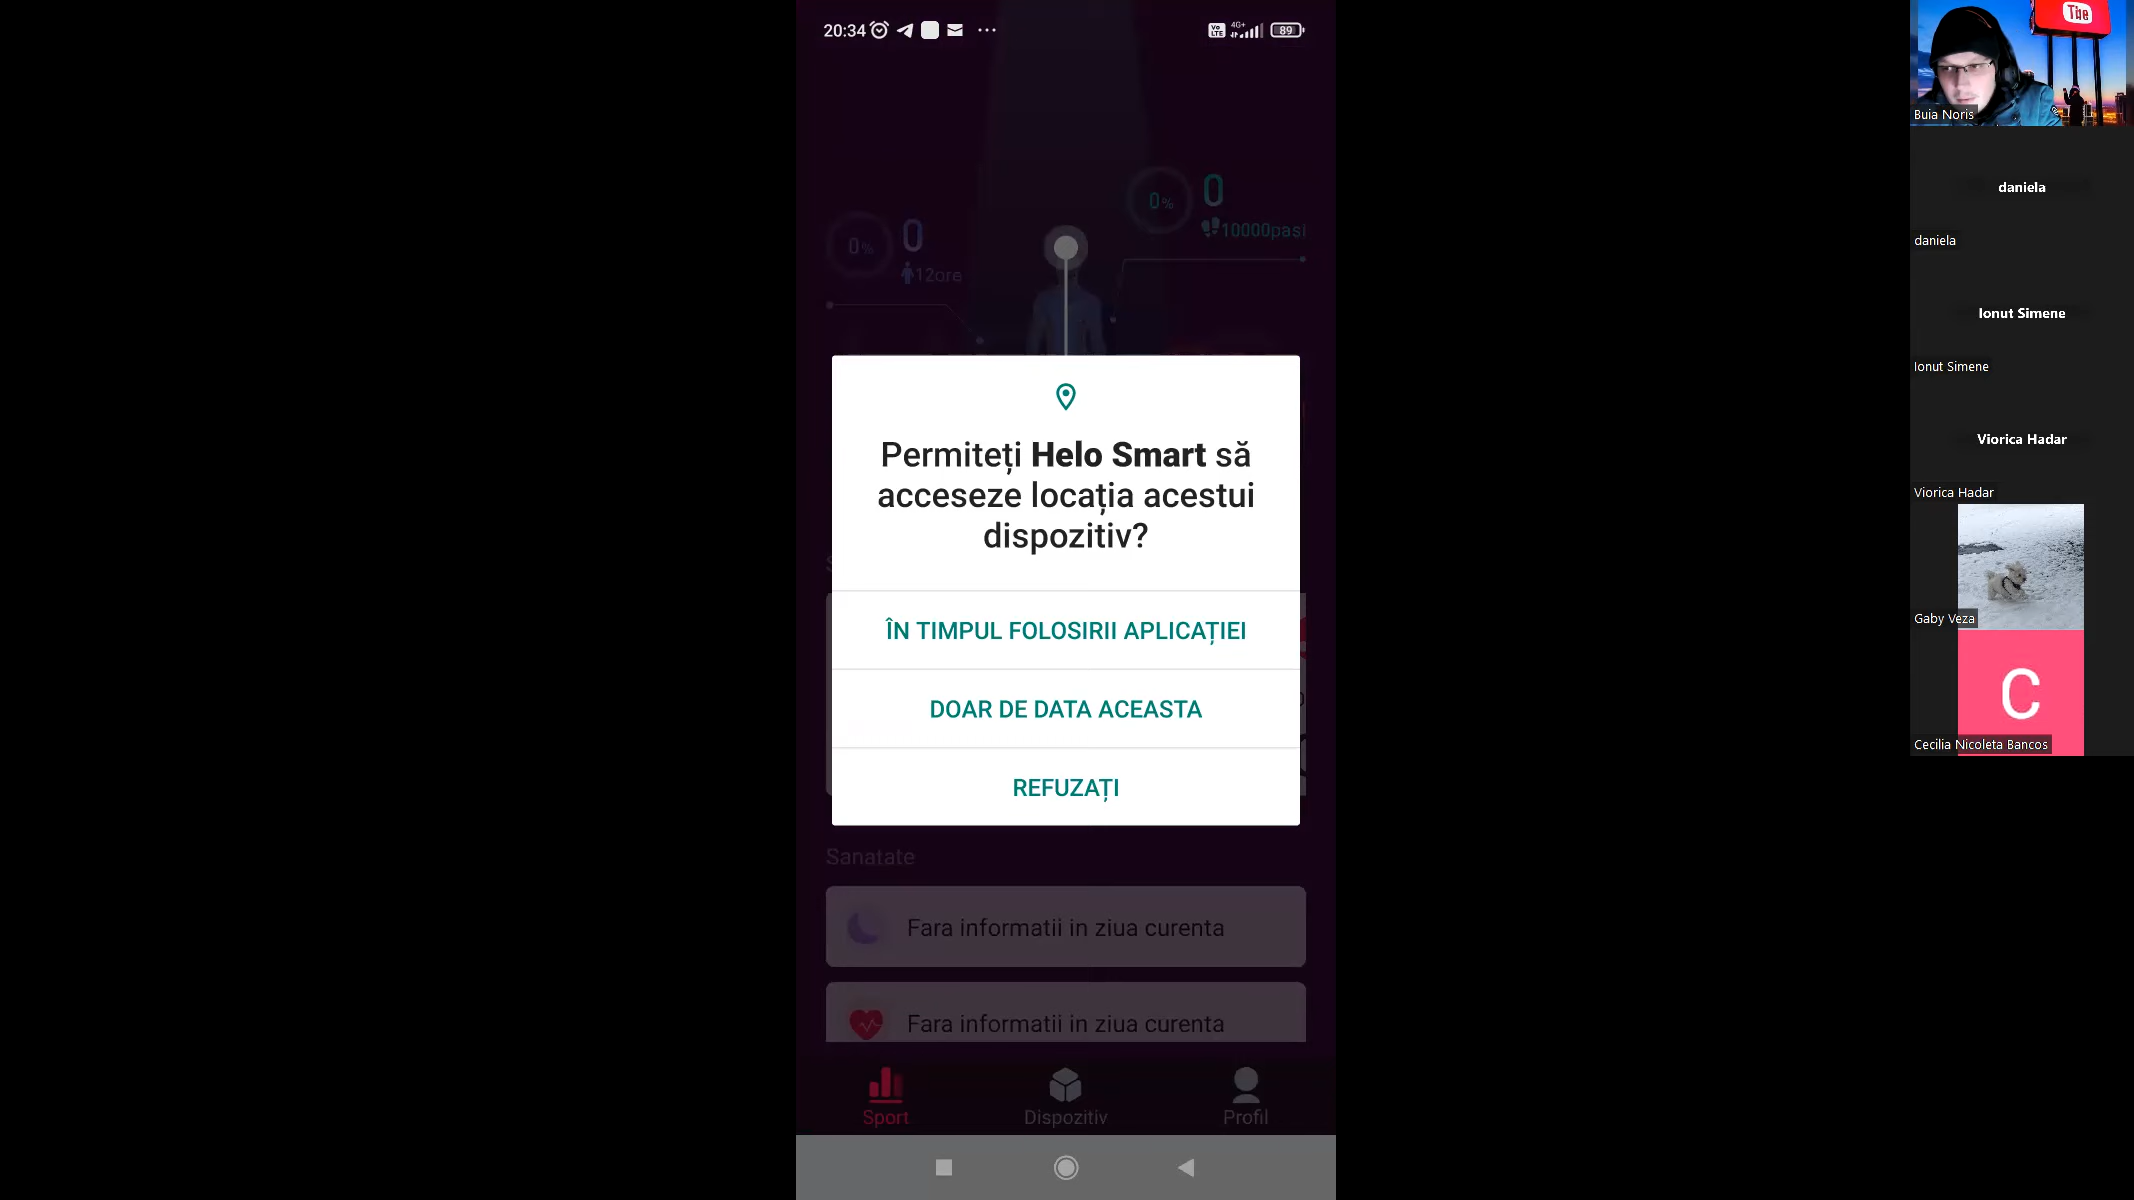 20:34
Vo
LTE
4G+
89
0%
0
10000pasi
0%
0
12ore
Permiteți Helo Smart să
acceseze locația acestui
dispozitiv?
ÎN TIMPUL FOLOSIRII APLICAȚIEI
DOAR DE DATA ACEASTA
REFUZAȚI
Sanatate
Fara informatii in ziua curenta
Fara informatii in ziua curenta
Sport
Dispozitiv
Profil
Buia Noris
daniela
daniela
Ionut Simene
Ionut Simene
Viorica Hadar
Viorica Hadar
Gaby Veza
C
Cecilia Nicoleta Bancos